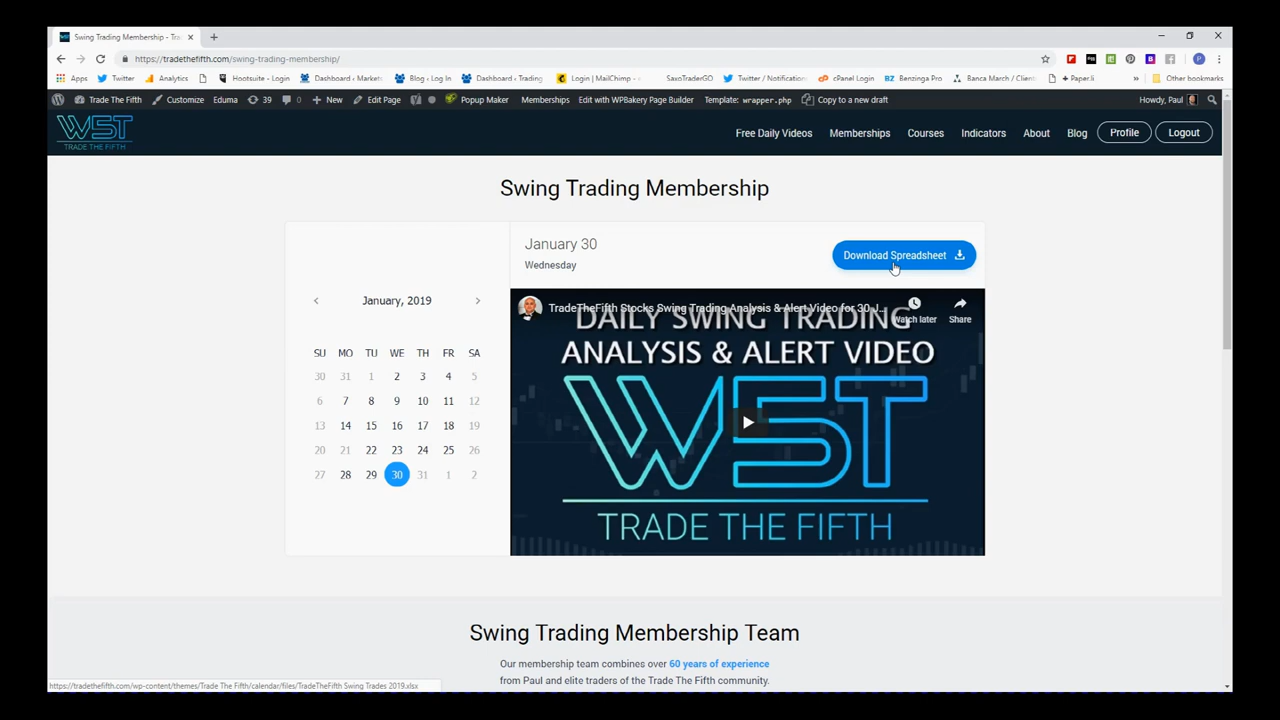 Swing Trading Membership - Tra
https://tradethefifth.com/swing-trading-membership/
Apps Twitter Analytics Hootsuite - Login Dashboard ‹ Market Blog ‹ Log In Dashboard ‹ Trading Login | MailChimp SaxoTraderGO Twitter / Notification cPanel Login Benzinga Pro Banca March / Client Paper.li » Other bookmarks
Trade The Fifth Customize Eduma 39 0 New Edit Page Popup Maker Memberships Edit with WPBakery Page Builder Template: wrapper.php Copy to a new draft Howdy, Paul
W5T
TRADE THE FIFTH
Free Daily Videos Memberships Courses Indicators About Blog Profile Logout
Swing Trading Membership
January 30
Wednesday
Download Spreadsheet
January, 2019
SU MO TU WE TH FR SA
30 31 1 2 3 4 5
6 7 8 9 10 11 12
13 14 15 16 17 18 19
20 21 22 23 24 25 26
27 28 29 30 31 1 2
TradeTheFifth Stocks Swing Trading Analysis & Alert Video for 30 J...
Watch later Share
DAILY SWING TRADING
ANALYSIS & ALERT VIDEO
W5T
TRADE THE FIFTH
Swing Trading Membership Team
Our membership team combines over 60 years of experience
from Paul and elite traders of the Trade The Fifth community.
https://tradethefifth.com/wp-content/themes/Trade The Fifth/calendar/files/TradeTheFifth Swing Trades 2019.xlsx